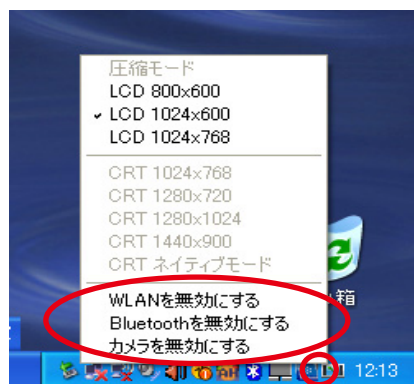 圧縮モード
LCD 800x600
LCD 1024x600
LCD 1024x768
CRT 1024x768
CRT 1280x720
CRT 1280x1024
CRT 1440x900
CRT ネイティブモード
WLANを無効にする
箱
Bluetoothを無効にする
カメラを無効にする
12:13